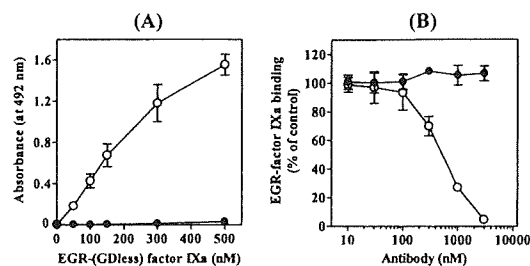 (A)
Absorbance (at 492 nm)
1.6
1.2
0.8
0.4
0
0 100 200 300 400 500
EGR-(GDless) factor IXa (nM)
(B)
EGR-factor IXa binding
(% of control)
120
100
80
60
40
20
0
10 100 1000 10000
Antibody (nM)